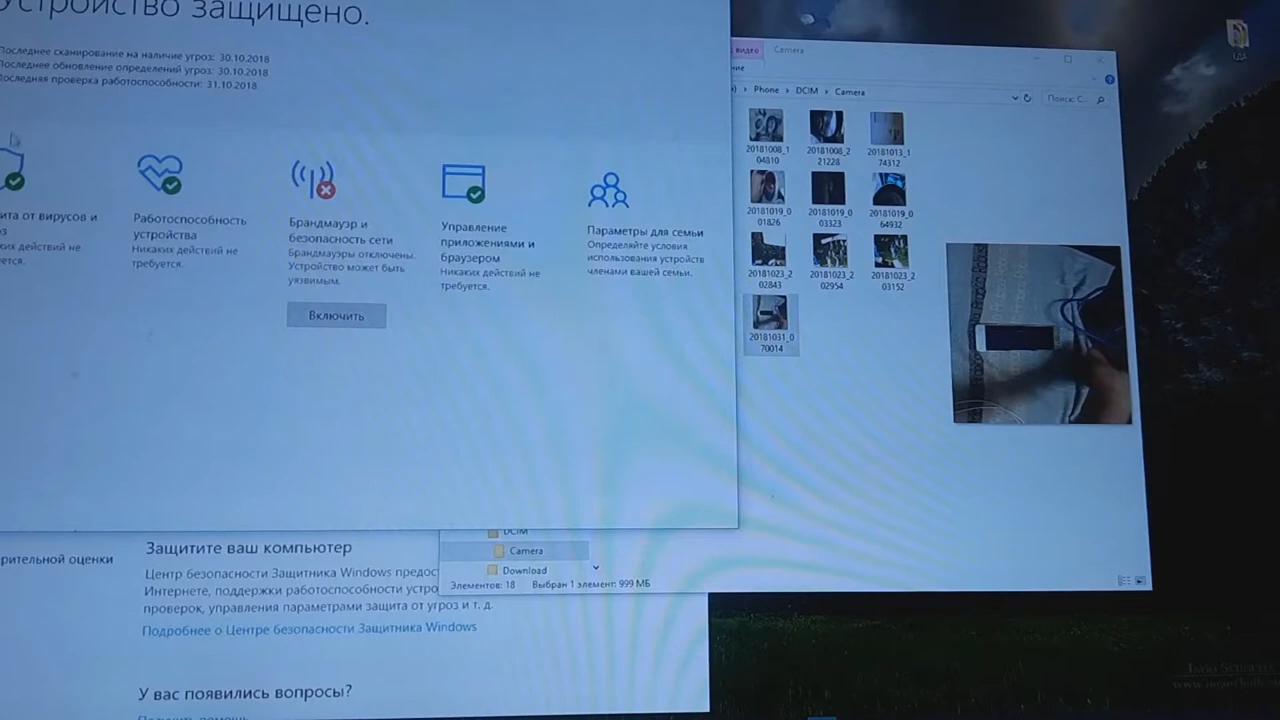 Устройство защищено.
Последнее сканирование на наличие угроз: 30.10.2018
Последнее обновление определений угроз: 30.10.2018
Последняя проверка работоспособности: 31.10.2018
ита от вирусов и
з
ких действий не
ется.
Работоспособность
устройства
Никаких действий не
требуется.
Брандмауэр и
безопасность сети
Брандмауэры отключены.
Устройство может быть
уязвимым.
Включить
Управление
приложениями и
браузером
Никаких действий не
требуется.
Параметры для семьи
Определяйте условия
использования устройств
членами вашей семьи.
видео
Camera
ние
Phone › DCIM › Camera
Поиск: С...
20181008_1
04810
20181008_2
21228
20181013_1
74312
20181019_0
01826
20181019_0
03323
20181019_0
64932
20181023_2
02843
20181023_2
02954
20181023_2
03152
20181031_0
70014
DCIM
Camera
Download
Элементов: 18 Выбран 1 элемент: 999 МБ
рительной оценки
Защитите ваш компьютер
Центр безопасности Защитника Windows предос
Интернете, поддержки работоспособности устро
проверок, управления параметрами защита от угроз и т. д.
Подробнее о Центре безопасности Защитника Windows
У вас появились вопросы?